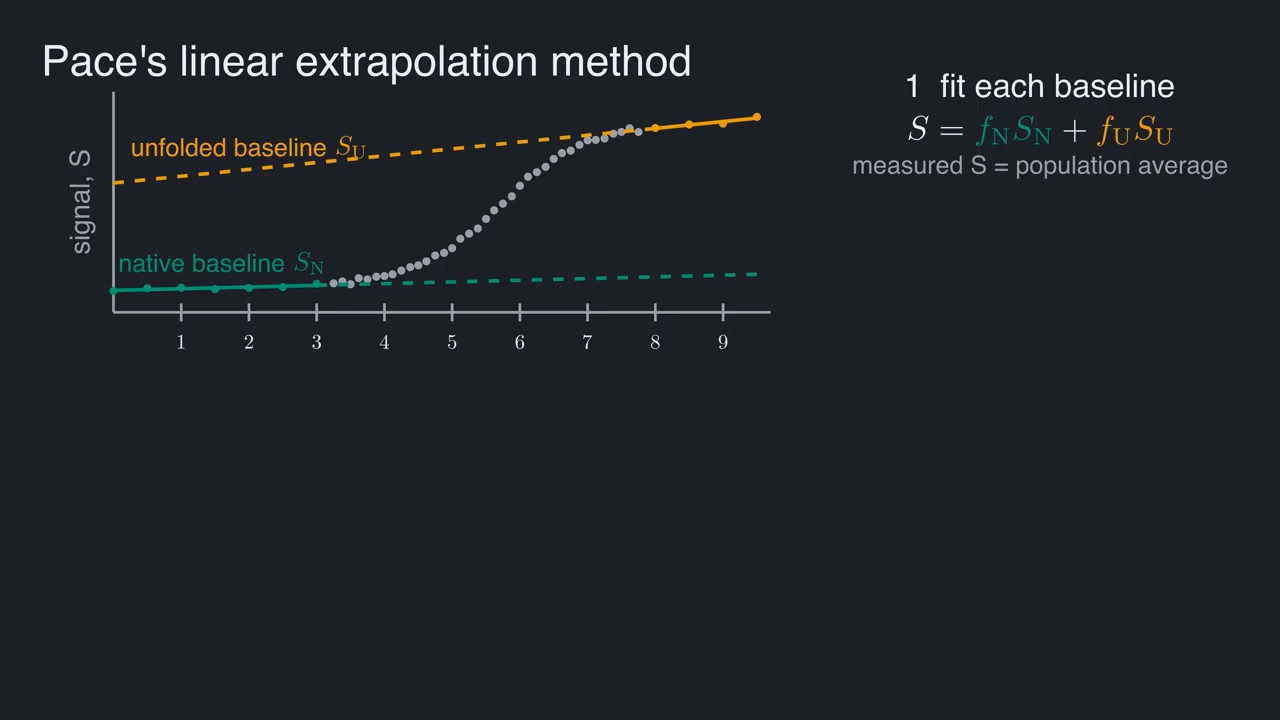 Pace's linear extrapolation method
1 fit each baseline
S = f_N S_N + f_U S_U
measured S = population average
unfolded baseline S_U
signal, S
native baseline S_N
1 2 3 4 5 6 7 8 9